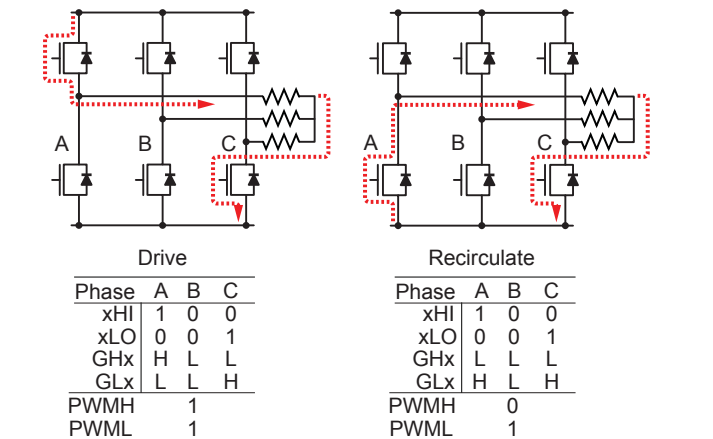 A B C
A B C
Drive
Recirculate
Phase A B C
xHI 1 0 0
xLO 0 0 1
GHx H L L
GLx L L H
PWMH 1
PWML 1
Phase A B C
xHI 1 0 0
xLO 0 0 1
GHx L L L
GLx H L H
PWMH 0
PWML 1